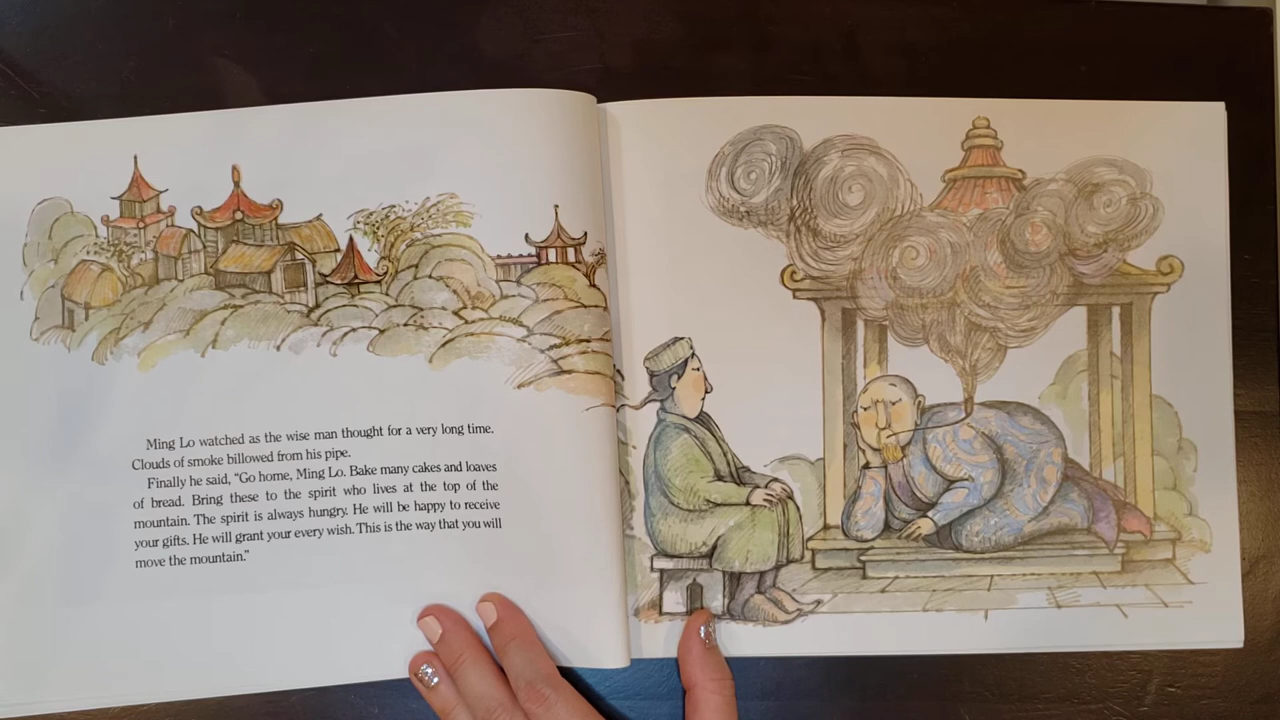 Ming Lo watched as the wise man thought for a very long time.
Clouds of smoke billowed from his pipe.
Finally he said, “Go home, Ming Lo. Bake many cakes and loaves
of bread. Bring these to the spirit who lives at the top of the
mountain. The spirit is always hungry. He will be happy to receive
your gifts. He will grant your every wish. This is the way that you will
move the mountain.”